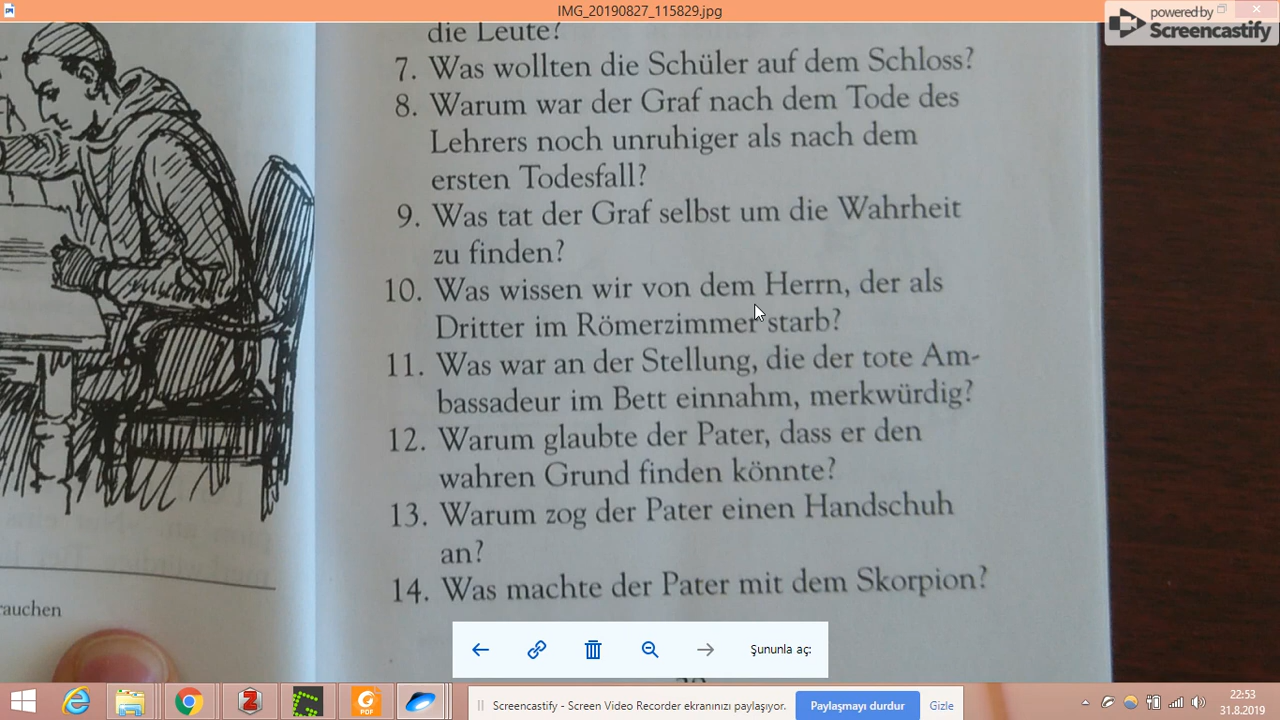 IMG_20190827_115829.jpg
powered by
Screencastify
die Leute?
7. Was wollten die Schüler auf dem Schloss?
8. Warum war der Graf nach dem Tode des
Lehrers noch unruhiger als nach dem
ersten Todesfall?
9. Was tat der Graf selbst um die Wahrheit
zu finden?
10. Was wissen wir von dem Herrn, der als
Dritter im Römerzimmer starb?
11. Was war an der Stellung, die der tote Am-
bassadeur im Bett einnahm, merkwürdig?
12. Warum glaubte der Pater, dass er den
wahren Grund finden könnte?
13. Warum zog der Pater einen Handschuh
an?
14. Was machte der Pater mit dem Skorpion?
rauchen
Şununla aç:
Screencastify - Screen Video Recorder ekranınızı paylaşıyor.
Paylaşmayı durdur
Gizle
POP
22:53
31.8.2019